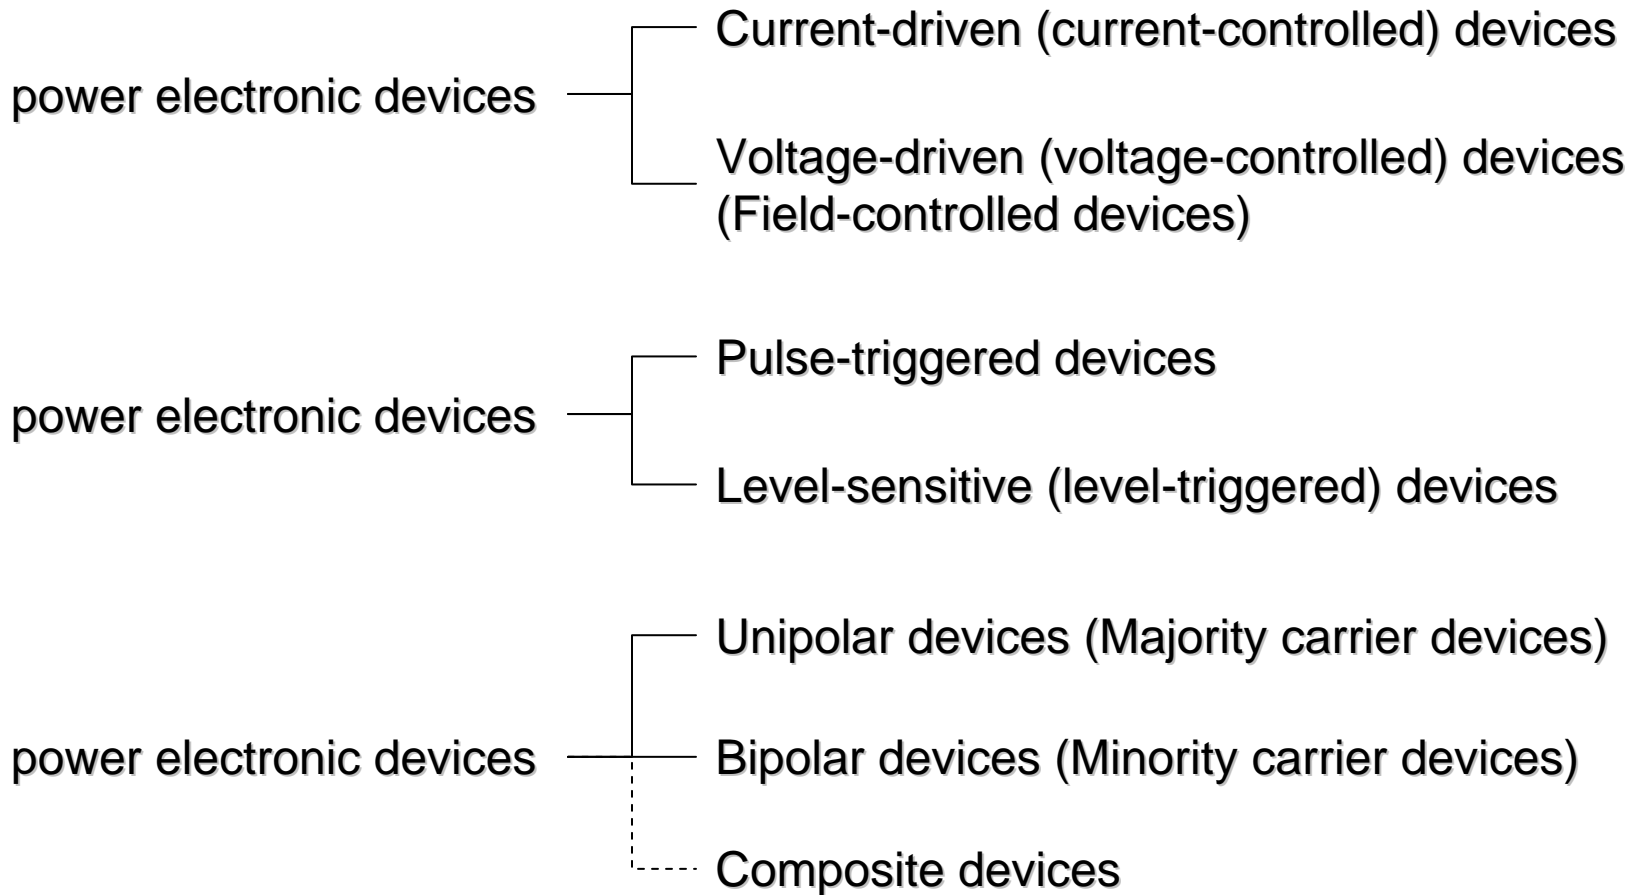 Current-driven (current-controlled) devices
power electronic devices
Voltage-driven (voltage-controlled) devices
(Field-controlled devices)
Pulse-triggered devices
power electronic devices
Level-sensitive (level-triggered) devices
Unipolar devices (Majority carrier devices)
power electronic devices
Bipolar devices (Minority carrier devices)
Composite devices